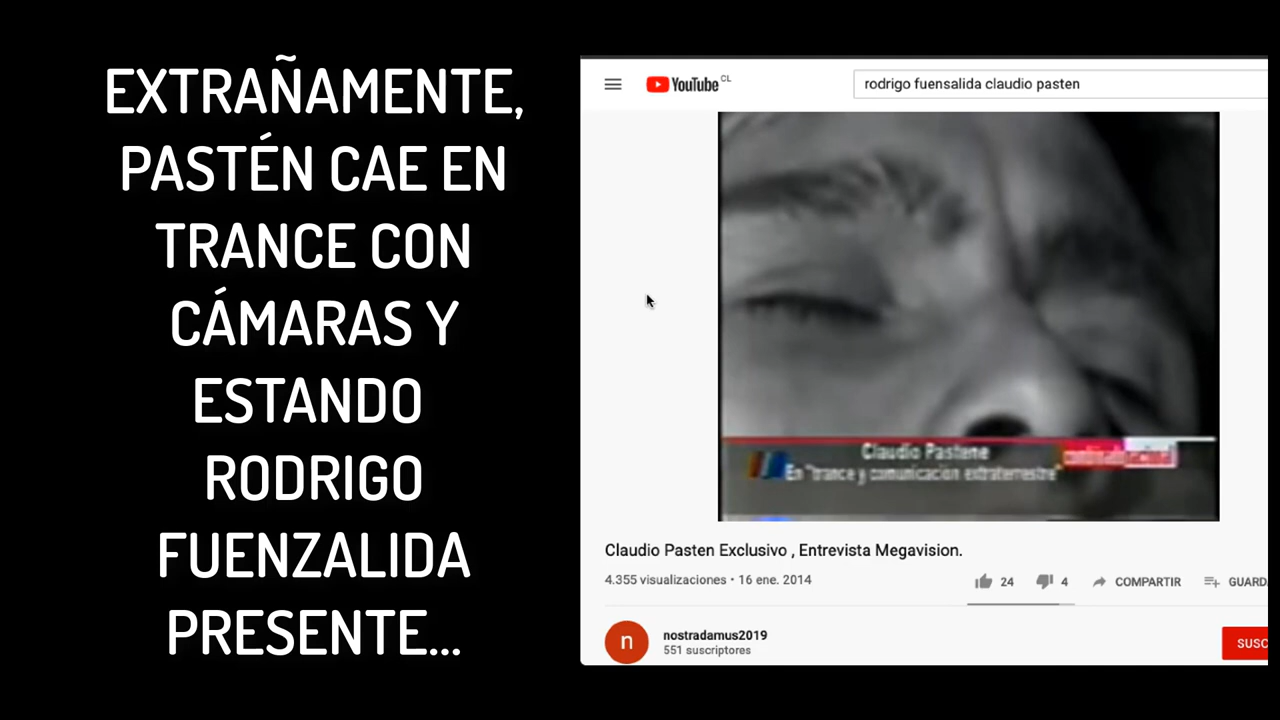 EXTRAÑAMENTE,
PASTÉN CAE EN
TRANCE CON
CÁMARAS Y
ESTANDO
RODRIGO
FUENZALIDA
PRESENTE...
YouTube CL
rodrigo fuensalida claudio pasten
Claudio Pastene
En "trance y comunicación extraterrestre"
Claudio Pasten Exclusivo , Entrevista Megavision.
4.355 visualizaciones • 16 ene. 2014
24
4
COMPARTIR
GUARD
n
nostradamus2019
551 suscriptores
SUSC